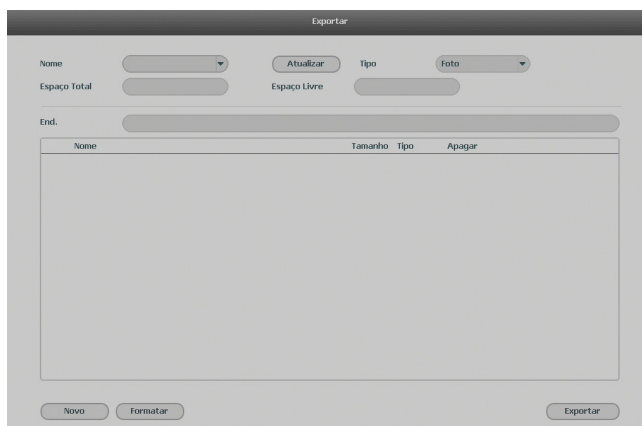 Exportar
Nome Atualizar Tipo Foto
Espaço Total Espaço Livre
End.
Nome Tamanho Tipo Apagar
Novo Formatar Exportar